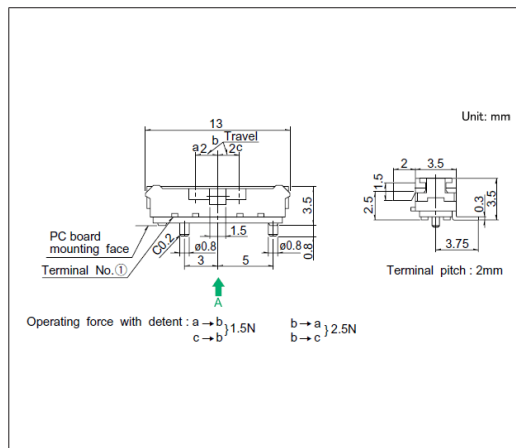 Unit: mm
13
b Travel
a 2 2 c
3.5
0.8
1.5
PC board
mounting face
Terminal No.①
C0.2
ø0.8
ø0.8
3
5
A
2
3.5
1.5
2.5
3.5
0.3
3.75
Terminal pitch : 2mm
Operating force with detent : a→b }1.5N b→a }2.5N
c→b b→c